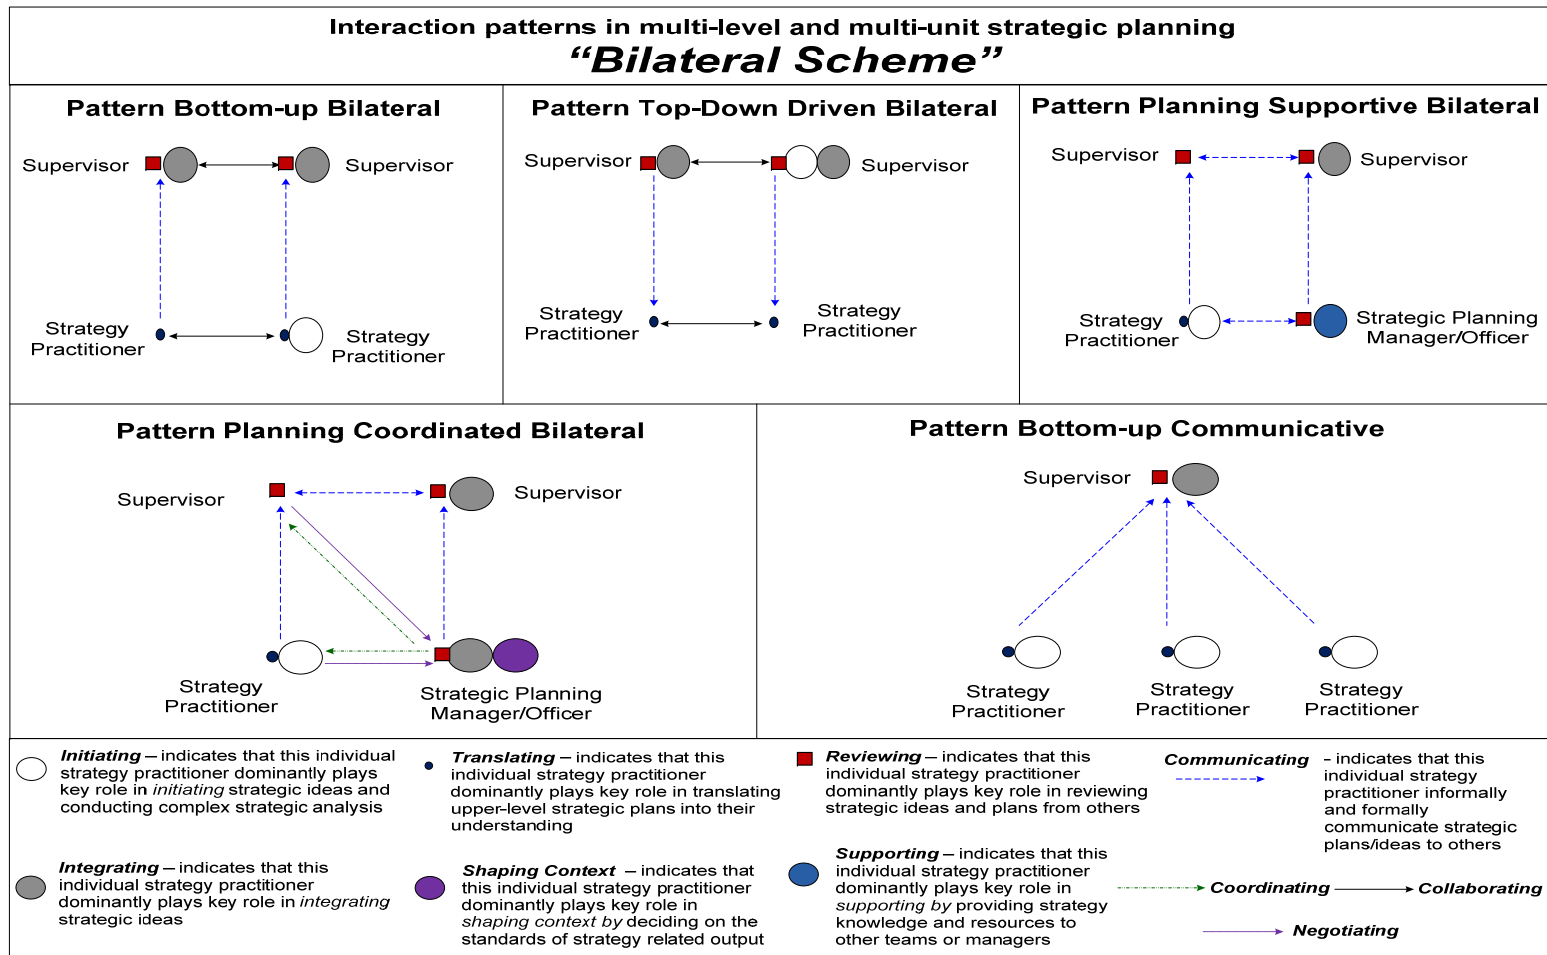 Interaction patterns in multi-level and multi-unit strategic planning
“Bilateral Scheme”
Pattern Bottom-up Bilateral
Supervisor
Supervisor
Strategy
Practitioner
Strategy
Practitioner
Pattern Top-Down Driven Bilateral
Supervisor
Supervisor
Strategy
Practitioner
Strategy
Practitioner
Pattern Planning Supportive Bilateral
Supervisor
Supervisor
Strategy
Practitioner
Strategic Planning
Manager/Officer
Pattern Planning Coordinated Bilateral
Supervisor
Supervisor
Strategy
Practitioner
Strategic Planning
Manager/Officer
Pattern Bottom-up Communicative
Supervisor
Strategy
Practitioner
Strategy
Practitioner
Strategy
Practitioner
Initiating – indicates that this individual
strategy practitioner dominantly plays
key role in initiating strategic ideas and
conducting complex strategic analysis
Translating – indicates that this
individual strategy practitioner
dominantly plays key role in translating
upper-level strategic plans into their
understanding
Reviewing – indicates that this
individual strategy practitioner
dominantly plays key role in reviewing
strategic ideas and plans from others
Communicating - indicates that this
individual strategy
practitioner informally
and formally
communicate strategic
plans/ideas to others
Integrating – indicates that this
individual strategy practitioner
dominantly plays key role in integrating
strategic ideas
Shaping Context – indicates that
this individual strategy practitioner
dominantly plays key role in
shaping context by deciding on the
standards of strategy related output
Supporting – indicates that this
individual strategy practitioner
dominantly plays key role in
supporting by providing strategy
knowledge and resources to
other teams or managers
Coordinating
Collaborating
Negotiating